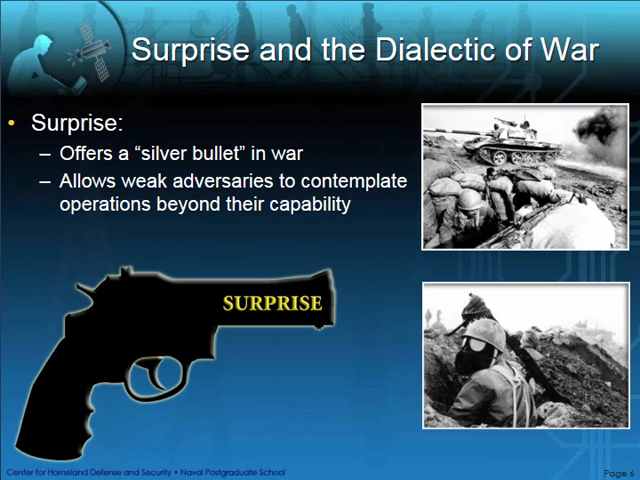 Surprise and the Dialectic of War
• Surprise:
– Offers a “silver bullet” in war
– Allows weak adversaries to contemplate
operations beyond their capability
SURPRISE
Center for Homeland Defense and Security • Naval Postgraduate School
Page 6